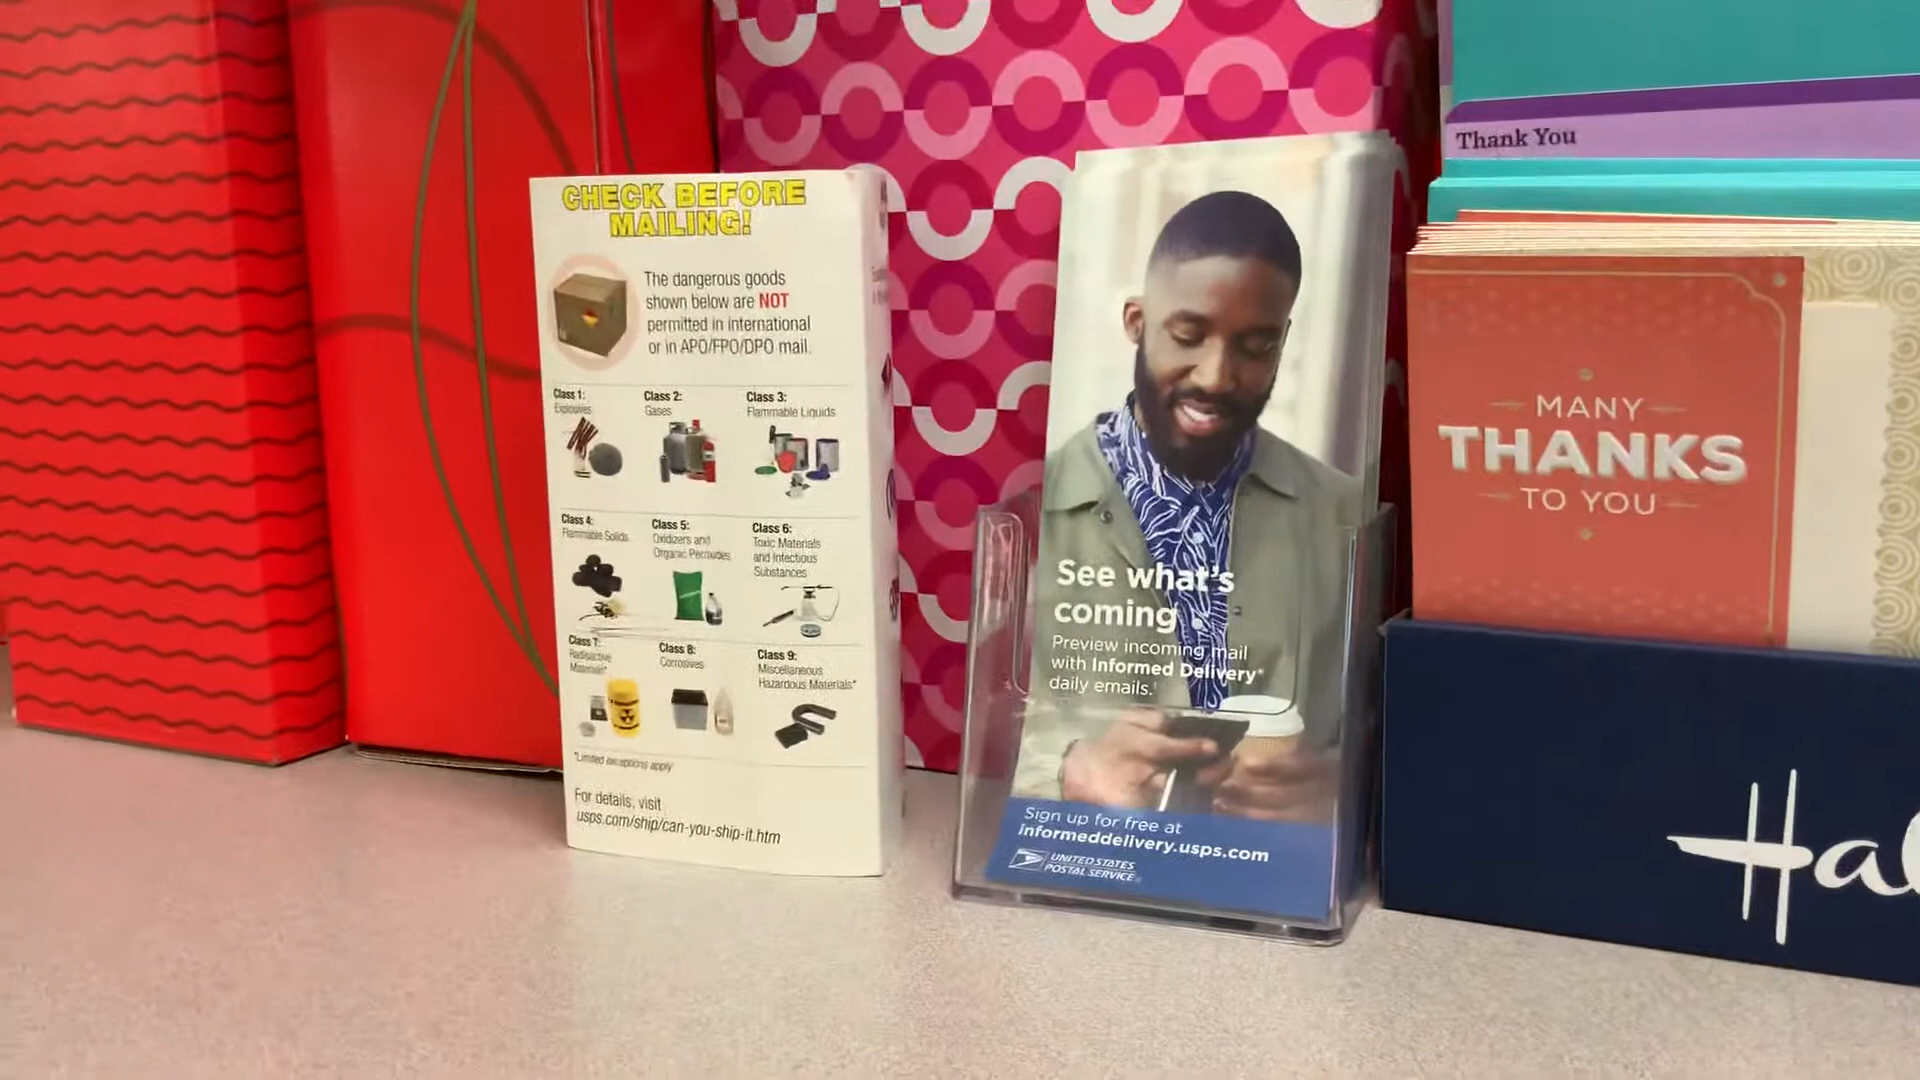 CHECK BEFORE
MAILING!
The dangerous goods
shown below are NOT
permitted in international
or in APO/FPO/DPO mail.
Class 1:
Explosives
Class 2:
Gases
Class 3:
Flammable Liquids
Class 4:
Flammable Solids
Class 5:
Oxidizers and
Organic Peroxides
Class 6:
Toxic Materials
and Infectious
Substances
Class 7:
Radioactive
Materials*
Class 8:
Corrosives
Class 9:
Miscellaneous
Hazardous Materials*
*Limited exceptions apply
For details, visit
usps.com/ship/can-you-ship-it.htm
See what's
coming
Preview incoming mail
with Informed Delivery®
daily emails.¹
Sign up for free at
informeddelivery.usps.com
UNITED STATES
POSTAL SERVICE®
Thank You
MANY
THANKS
TO YOU
Hal